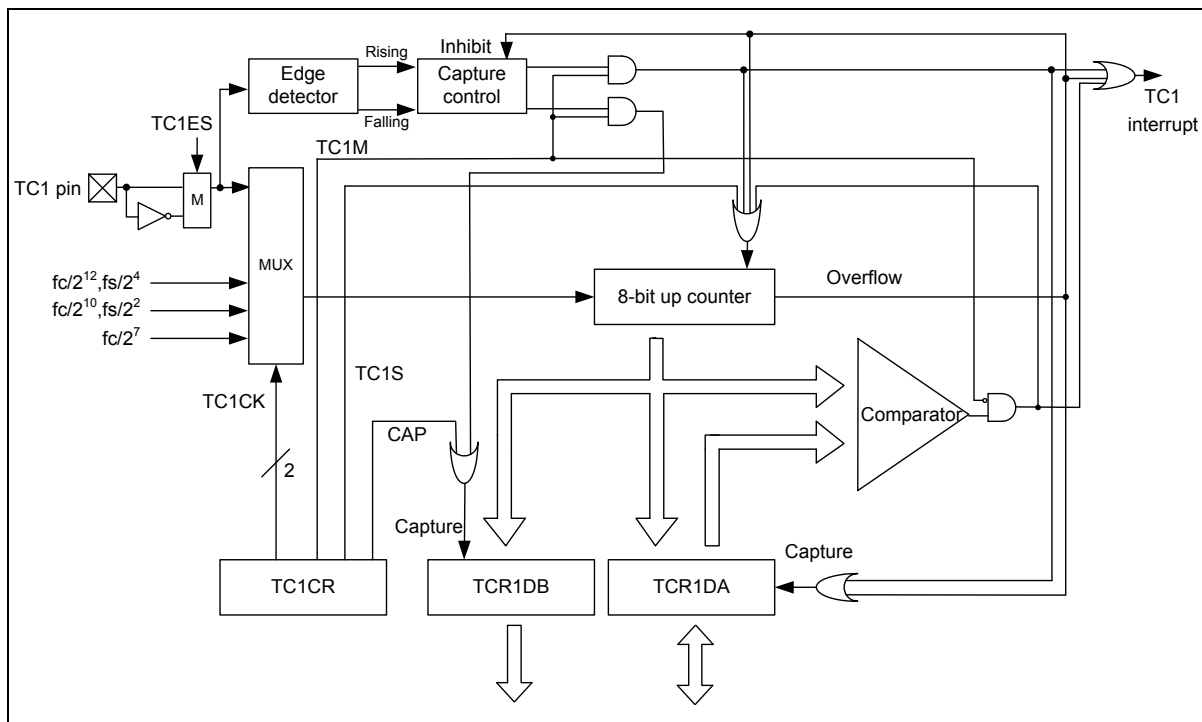 Rising
Inhibit
Edge
detector
Capture
control
Falling
TC1
interrupt
TC1ES
TC1M
TC1 pin
M
MUX
fc/2¹²,fs/2⁴
fc/2¹⁰,fs/2²
fc/2⁷
8-bit up counter
Overflow
TC1S
TC1CK
Comparator
CAP
2
Capture
Capture
TC1CR
TCR1DB
TCR1DA